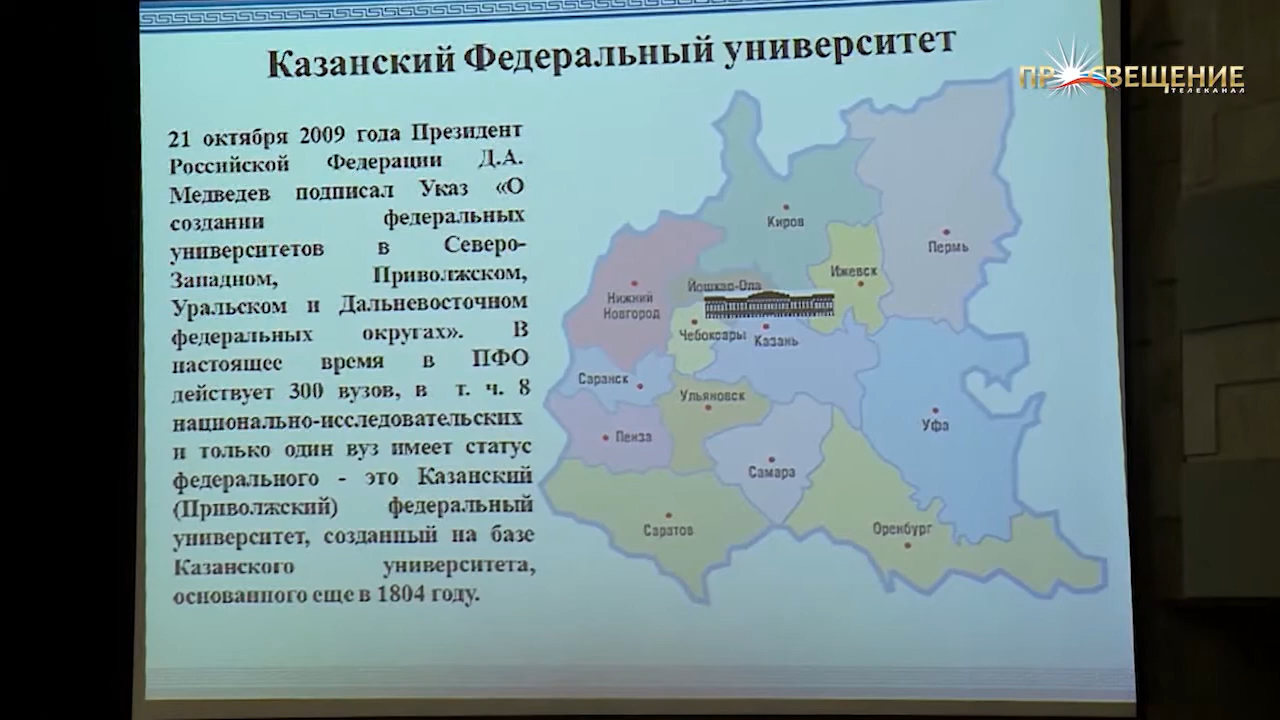 Казанский Федеральный университет
ПРОСВЕЩЕНИЕ
ТЕЛЕКАНАЛ
21 октября 2009 года Президент
Российской Федерации Д.А.
Медведев подписал Указ «О
создании федеральных
университетов в Северо-
Западном, Приволжском,
Уральском и Дальневосточном
федеральных округах». В
настоящее время в ПФО
действует 300 вузов, в т. ч. 8
национально-исследовательских
и только один вуз имеет статус
федерального - это Казанский
(Приволжский) федеральный
университет, созданный на базе
Казанского университета,
основанного еще в 1804 году.
Киров
Пермь
Ижевск
Йошкар-Ола
Нижний
Новгород
Чебоксары
Казань
Саранск
Ульяновск
Уфа
Пенза
Самара
Саратов
Оренбург